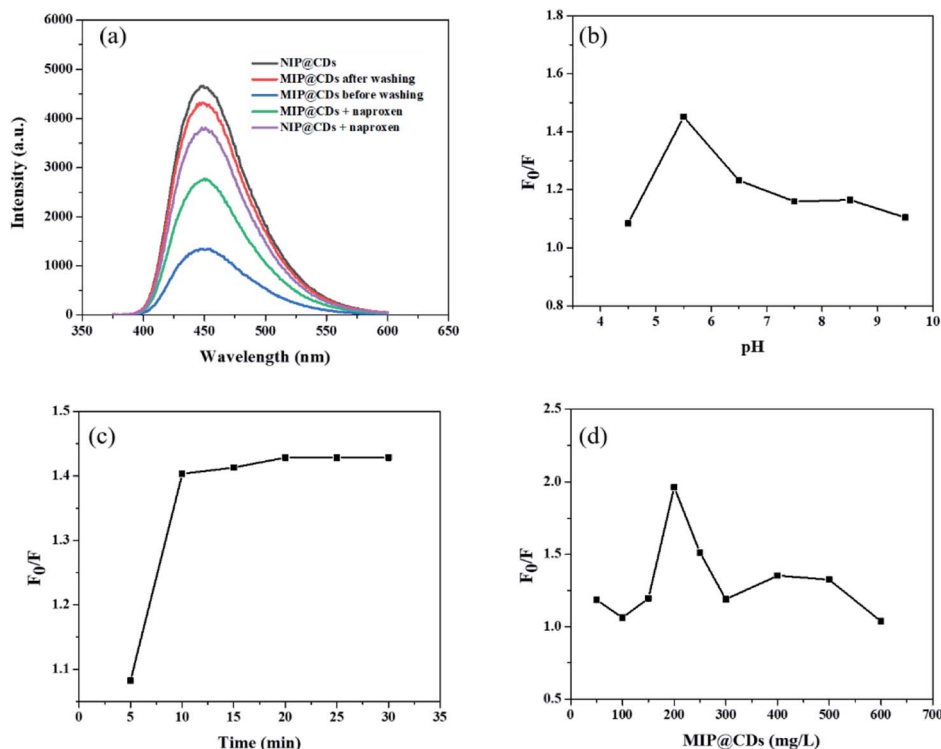 (a)
6000
5000
4000
3000
2000
1000
0
Intensity (a.u.)
NIP@CDs
MIP@CDs after washing
MIP@CDs before washing
MIP@CDs + naproxen
NIP@CDs + naproxen
350 400 450 500 550 600 650
Wavelength (nm)
(b)
1.8
1.6
1.4
1.2
1.0
0.8
F0/F
4 5 6 7 8 9 10
pH
(c)
1.5
1.4
1.3
1.2
1.1
F0/F
0 5 10 15 20 25 30 35
Time (min)
(d)
2.5
2.0
1.5
1.0
0.5
F0/F
0 100 200 300 400 500 600 700
MIP@CDs (mg/L)